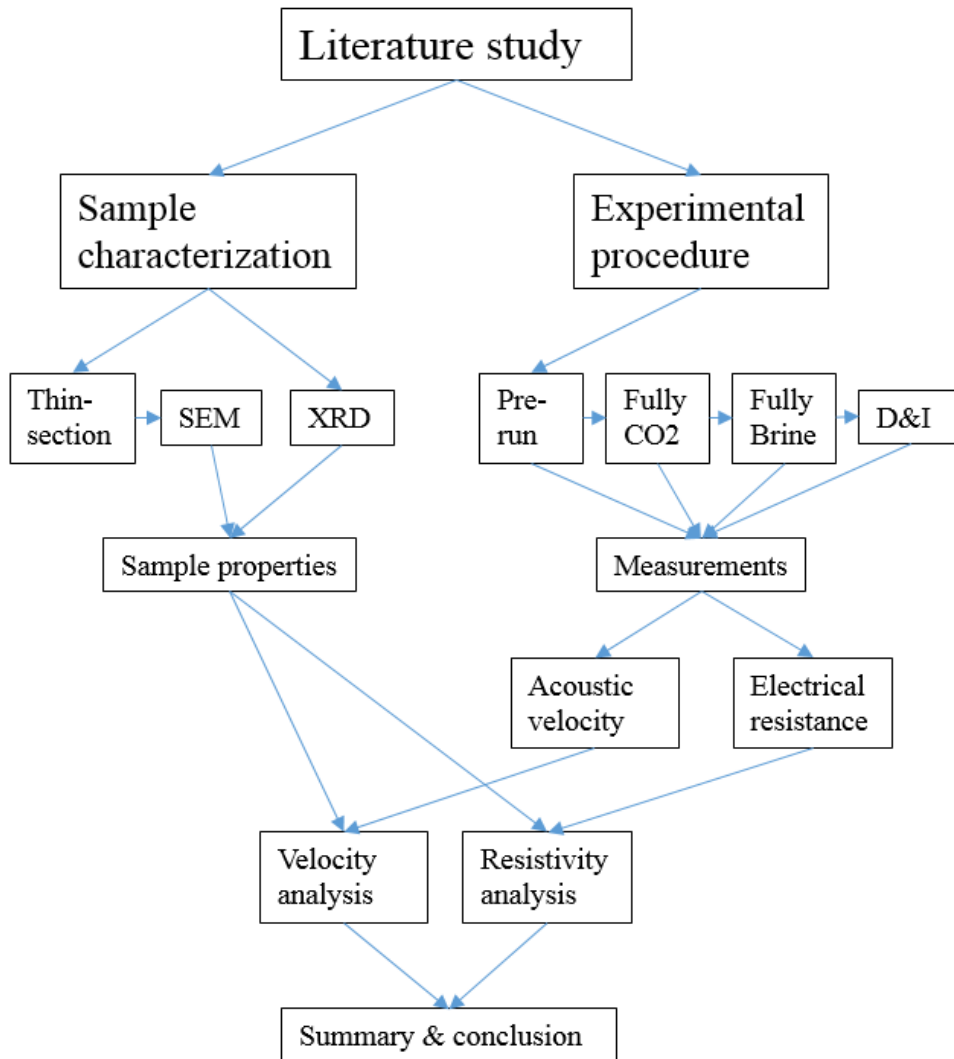 Literature study
Sample
characterization
Experimental
procedure
Thin-
section
SEM
XRD
Pre-
run
Fully
CO2
Fully
Brine
D&I
Sample properties
Measurements
Acoustic
velocity
Electrical
resistance
Velocity
analysis
Resistivity
analysis
Summary & conclusion